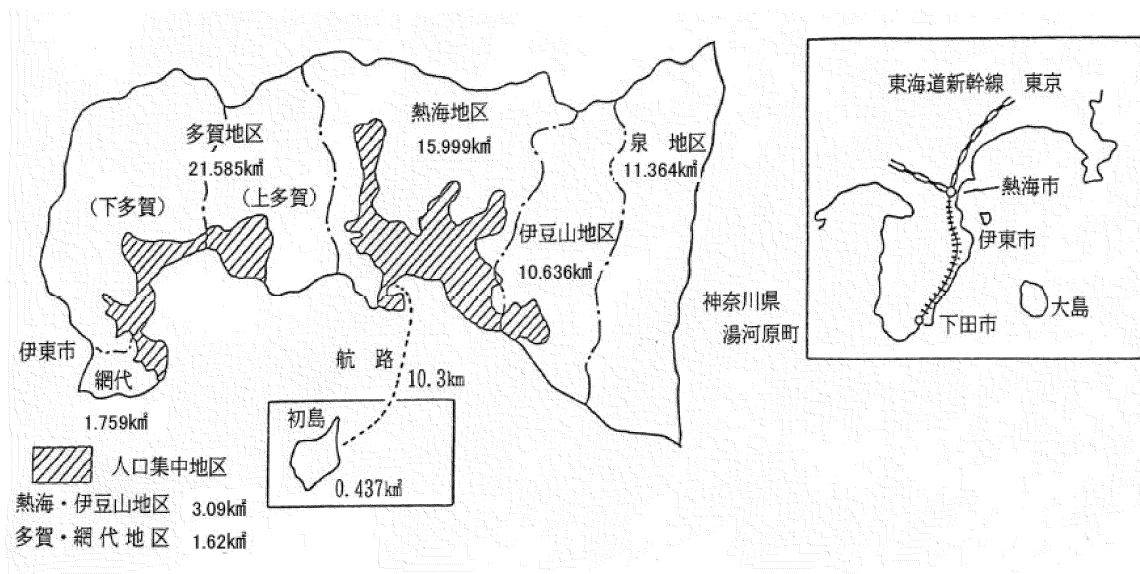 熱海地区
15.999㎢
多賀地区
21.585㎢
(下多賀)
(上多賀)
泉　地区
11.364㎢
伊豆山地区
10.636㎢
神奈川県
湯河原町
伊東市
網代
1.759㎢
航　路
10.3km
初島
0.437㎢
人口集中地区
熱海・伊豆山地区　3.09㎢
多賀・網代地区　1.62㎢
東海道新幹線　東京
熱海市
伊東市
大島
下田市